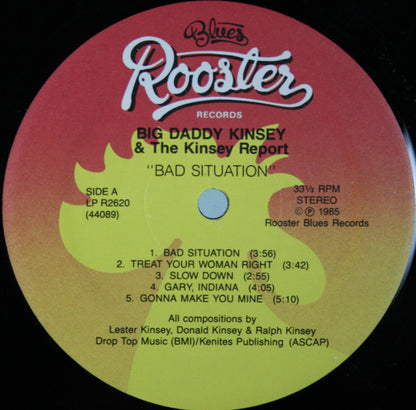 Blues
Rooster
RECORDS
BIG DADDY KINSEY
& The Kinsey Report
"BAD SITUATION"
SIDE A
LP R2620
(44089)
33⅓ RPM
STEREO
© ℗ 1985
Rooster Blues Records
1. BAD SITUATION (3:56)
2. TREAT YOUR WOMAN RIGHT (3:42)
3. SLOW DOWN (2:55)
4. GARY, INDIANA (4:05)
5. GONNA MAKE YOU MINE (5:10)
All compositions by
Lester Kinsey, Donald Kinsey & Ralph Kinsey
Drop Top Music (BMI)/Kenites Publishing (ASCAP)